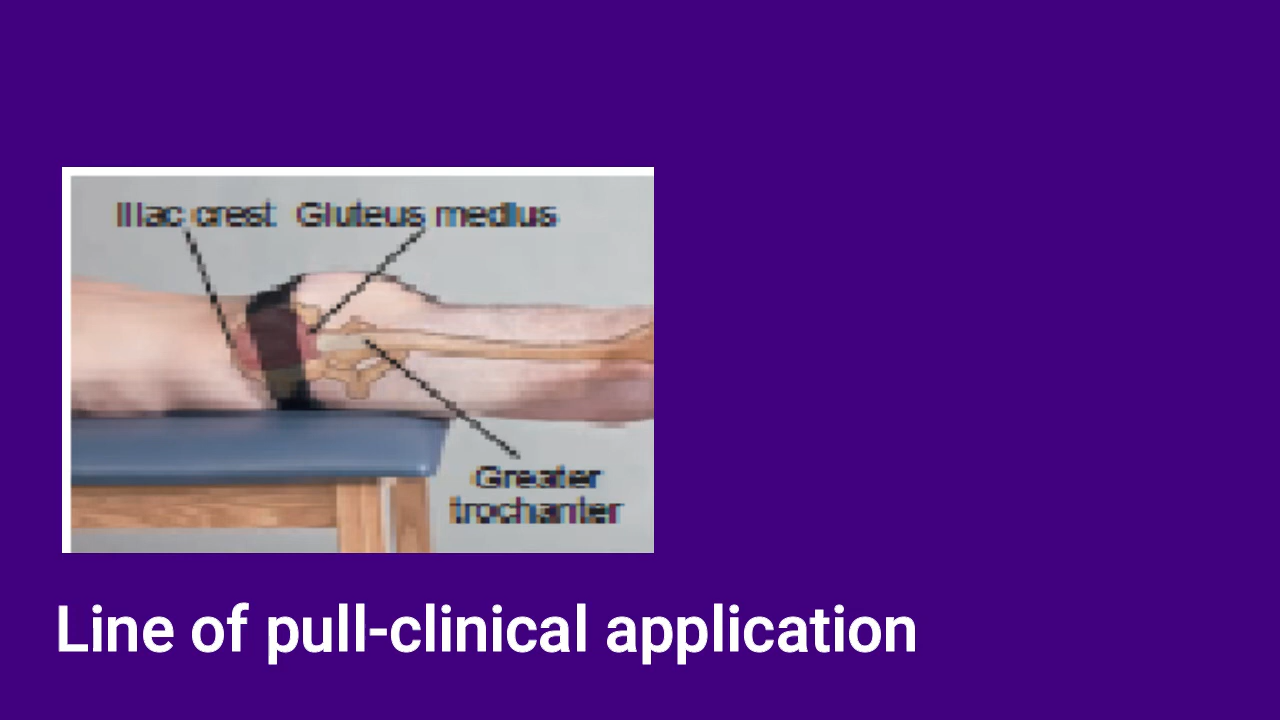 Iliac crest Gluteus medius
Greater
trochanter
Line of pull-clinical application